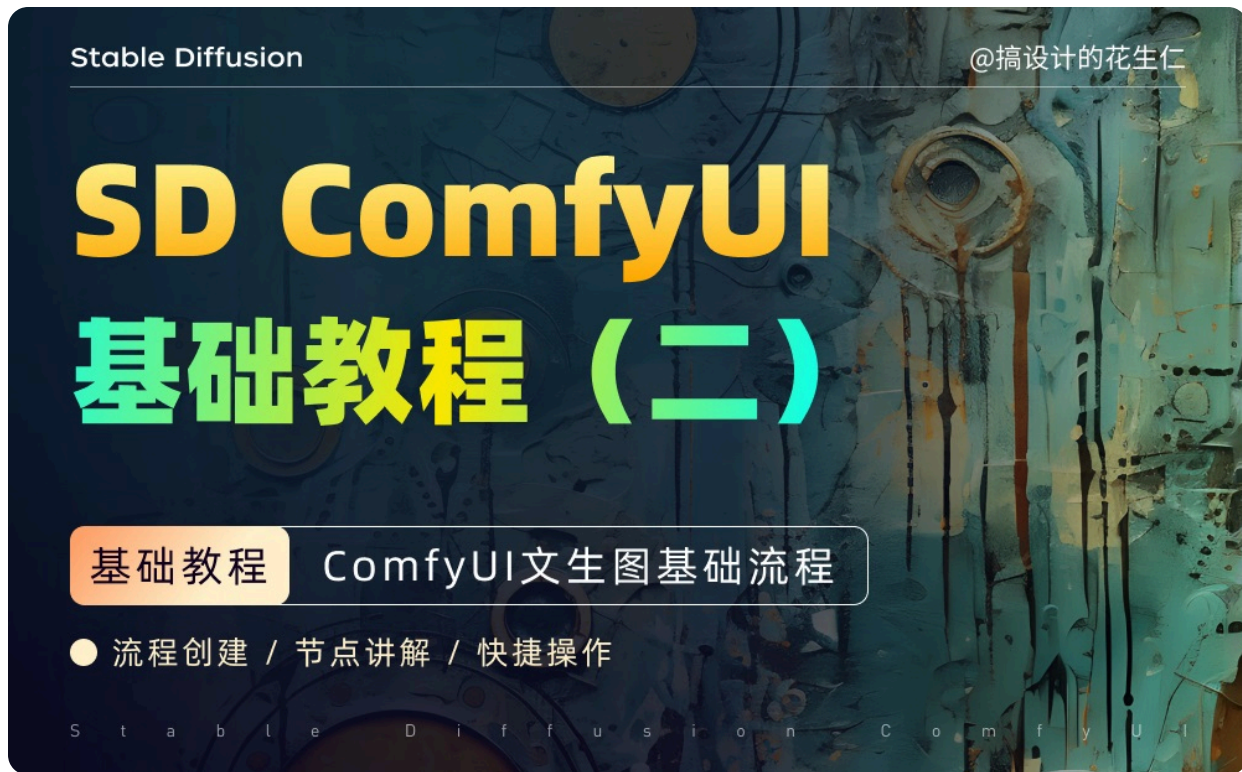 Stable Diffusion
@搞设计的花生仁
SD ComfyUI
基础教程（二）
基础教程
ComfyUI文生图基础流程
流程创建 / 节点讲解 / 快捷操作
Stable Diffusion ComfyUI